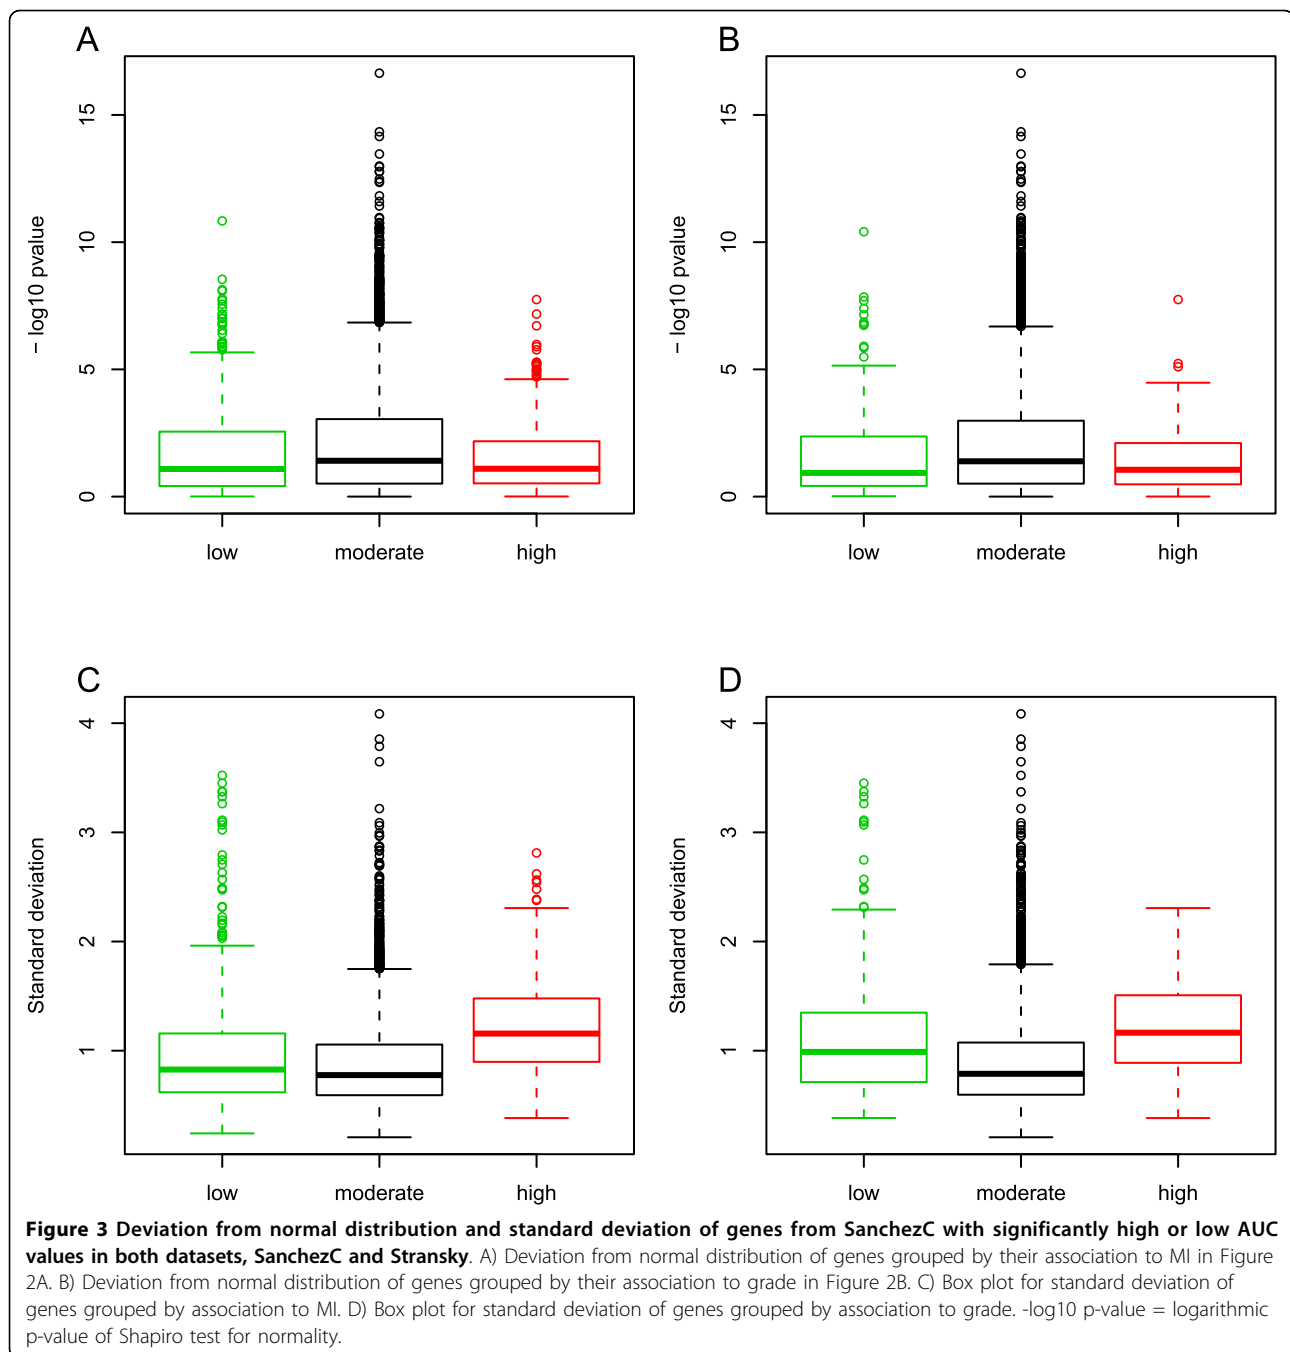 A
B
15
10
5
0
– log10 pvalue
low
moderate
high
15
10
5
0
– log10 pvalue
low
moderate
high
C
D
4
3
2
1
Standard deviation
low
moderate
high
4
3
2
1
Standard deviation
low
moderate
high
Figure 3 Deviation from normal distribution and standard deviation of genes from SanchezC with significantly high or low AUC
values in both datasets, SanchezC and Stransky. A) Deviation from normal distribution of genes grouped by their association to MI in Figure
2A. B) Deviation from normal distribution of genes grouped by their association to grade in Figure 2B. C) Box plot for standard deviation of
genes grouped by association to MI. D) Box plot for standard deviation of genes grouped by association to grade. -log10 p-value = logarithmic
p-value of Shapiro test for normality.